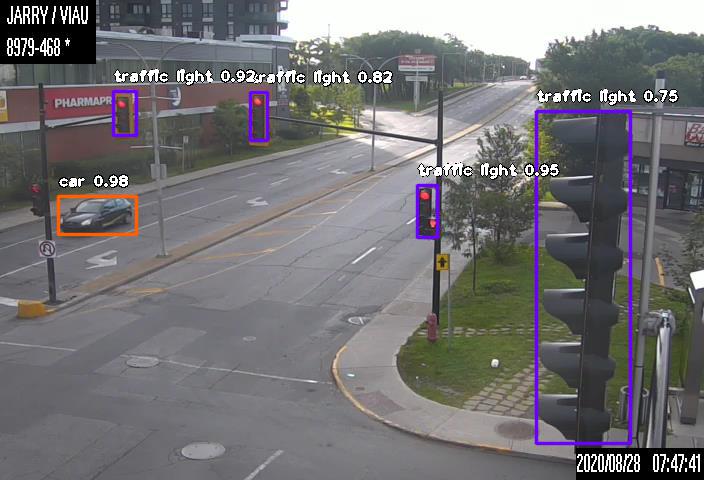 JARRY / VIAU
8979-468 *
traffic light 0.92
traffic light 0.82
traffic light 0.75
PHARMAPR
traffic light 0.95
car 0.98
2020/08/28 07:47:41